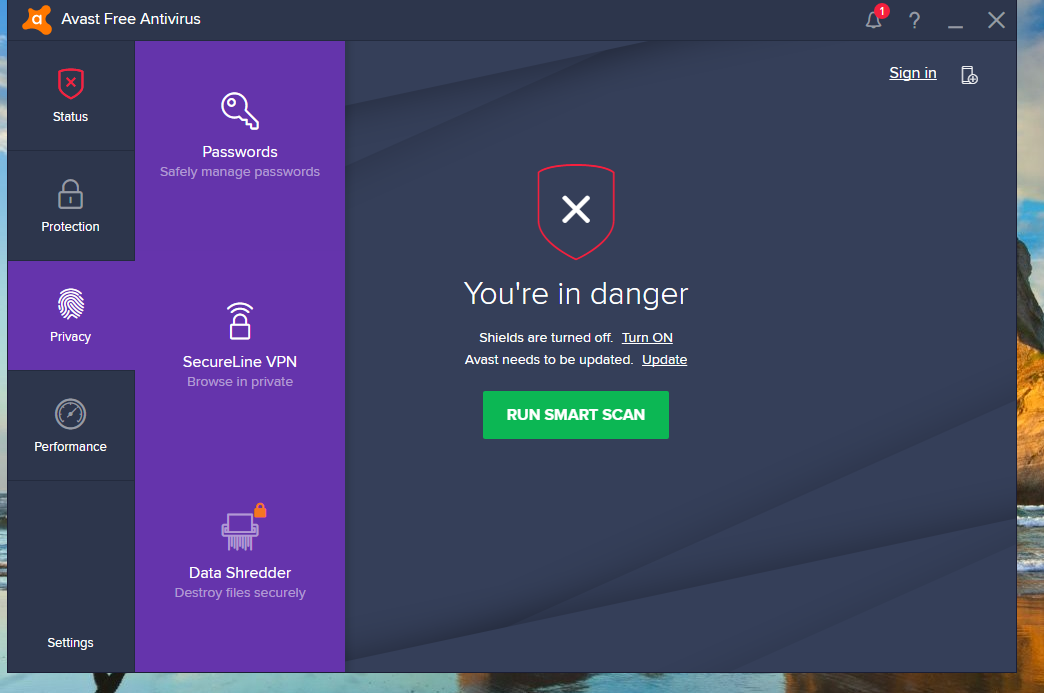 Avast Free Antivirus
1
?
Sign in
Status
Protection
Privacy
Performance
Settings
Passwords
Safely manage passwords
SecureLine VPN
Browse in private
Data Shredder
Destroy files securely
You're in danger
Shields are turned off. Turn ON
Avast needs to be updated. Update
RUN SMART SCAN